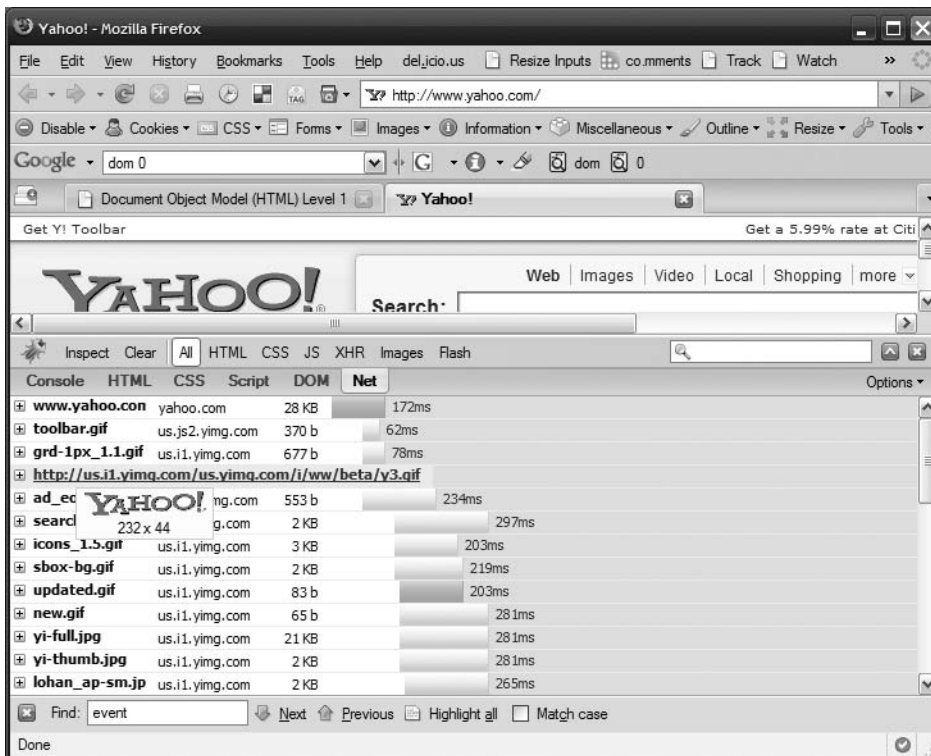 Yahoo! - Mozilla Firefox
File Edit View History Bookmarks Tools Help del.icio.us Resize Inputs co.mments Track Watch »
TAG http://www.yahoo.com/
Disable Cookies CSS Forms Images Information Miscellaneous Outline Resize Tools
Google dom 0 G dom 0
Document Object Model (HTML) Level 1 Yahoo!
Get Y! Toolbar Get a 5.99% rate at Citi
YAHOO! Web | Images | Video | Local | Shopping | more
Search:
Inspect Clear All HTML CSS JS XHR Images Flash
Console HTML CSS Script DOM Net Options
www.yahoo.con yahoo.com 28 KB 172ms
toolbar.gif us.js2.yimg.com 370 b 62ms
grd-1px_1.1.gif us.i1.yimg.com 677 b 78ms
http://us.i1.yimg.com/us.yimg.com/i/ww/beta/y3.gif
ad_ec YAHOO! mg.com 553 b 234ms
searcl 232 x 44 g.com 2 KB 297ms
icons_1.5.gif us.i1.yimg.com 3 KB 203ms
sbox-bg.gif us.i1.yimg.com 2 KB 219ms
updated.gif us.i1.yimg.com 83 b 203ms
new.gif us.i1.yimg.com 65 b 281ms
yi-full.jpg us.i1.yimg.com 21 KB 281ms
yi-thumb.jpg us.i1.yimg.com 2 KB 281ms
lohan_ap-sm.jp us.i1.yimg.com 2 KB 265ms
Find: event Next Previous Highlight all Match case
Done